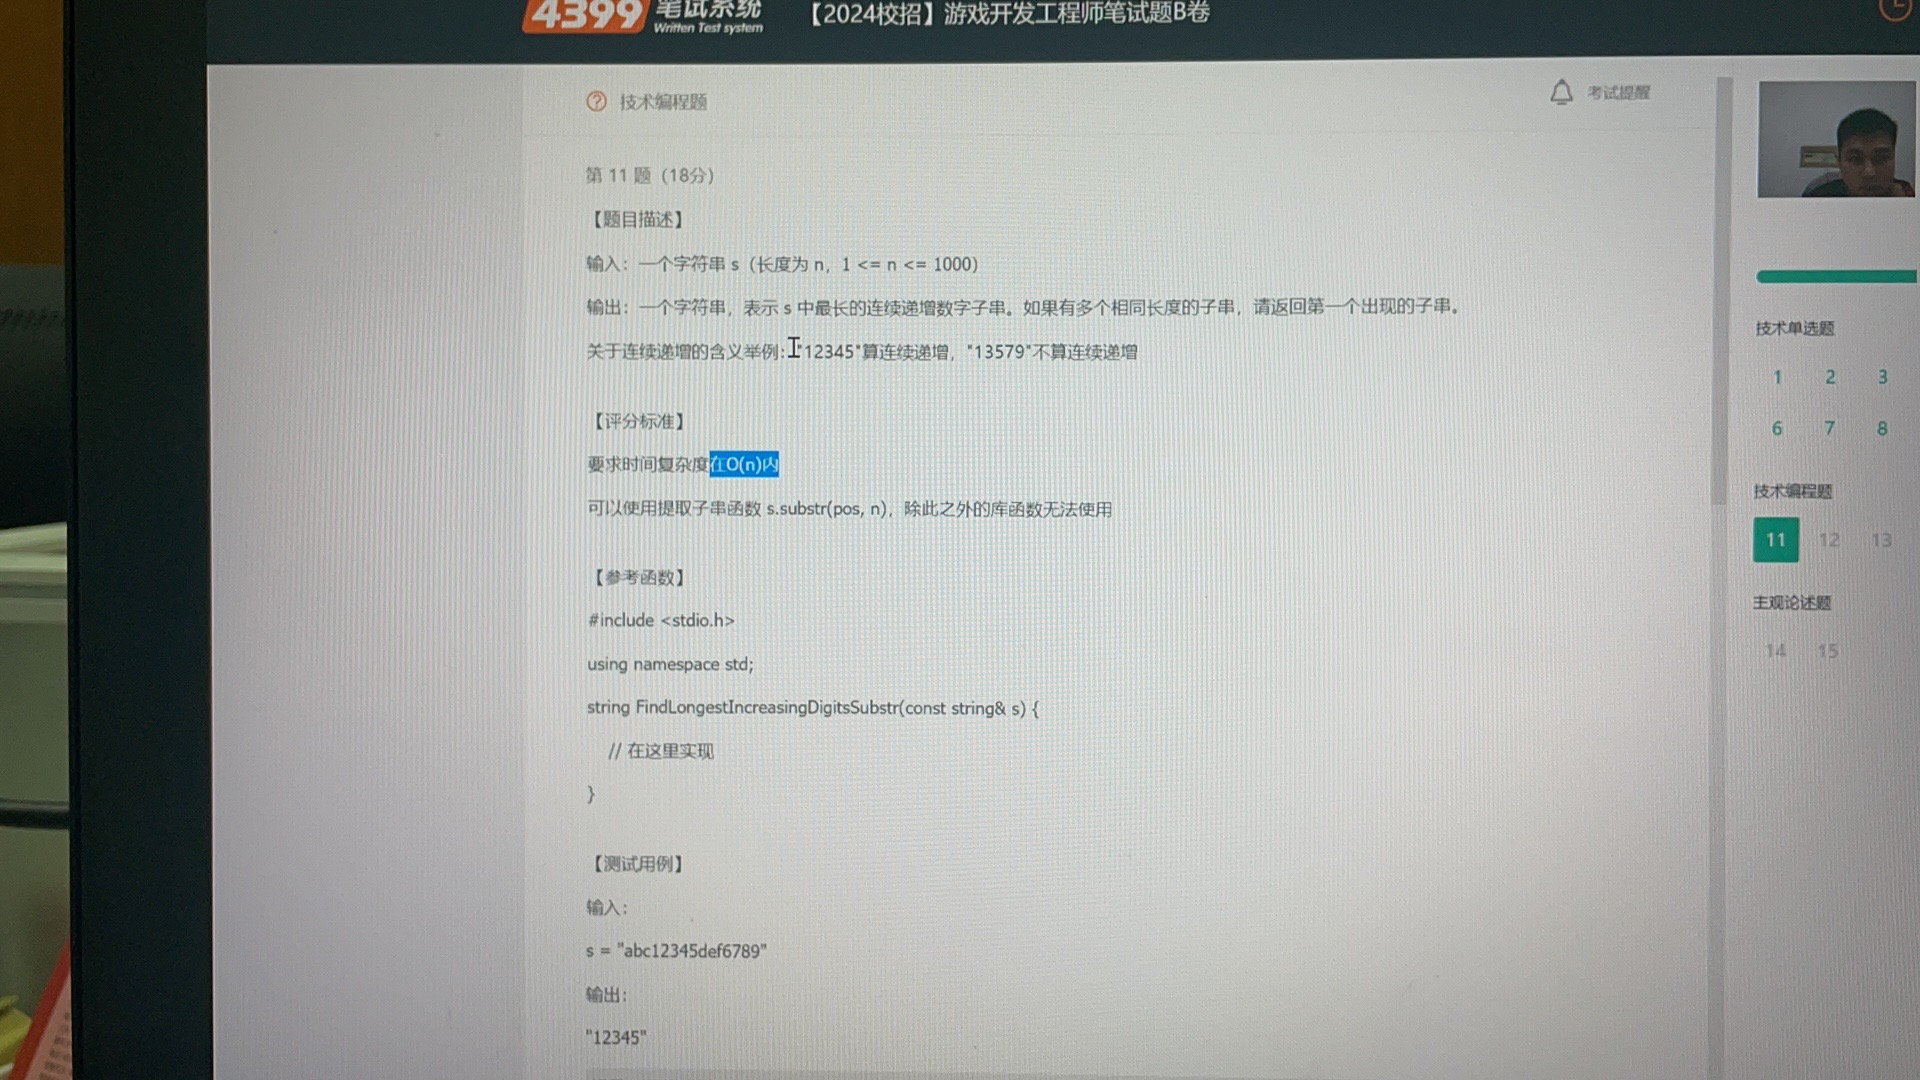 4399 笔试系统
Written Test system
【2024校招】游戏开发工程师笔试题B卷
技术编程题
考试提醒
第 11 题（18分）
【题目描述】
输入：一个字符串 s（长度为 n，1 <= n <= 1000）
输出：一个字符串，表示 s 中最长的连续递增数字子串。如果有多个相同长度的子串，请返回第一个出现的子串。
关于连续递增的含义举例："12345"算连续递增，"13579"不算连续递增
【评分标准】
要求时间复杂度在O(n)内
可以使用提取子串函数 s.substr(pos, n)，除此之外的库函数无法使用
【参考函数】
#include <stdio.h>
using namespace std;
string FindLongestIncreasingDigitsSubstr(const string& s) {
// 在这里实现
}
【测试用例】
输入：
s = "abc12345def6789"
输出：
"12345"
技术单选题
1 2 3
6 7 8
技术编程题
11 12 13
主观论述题
14 15